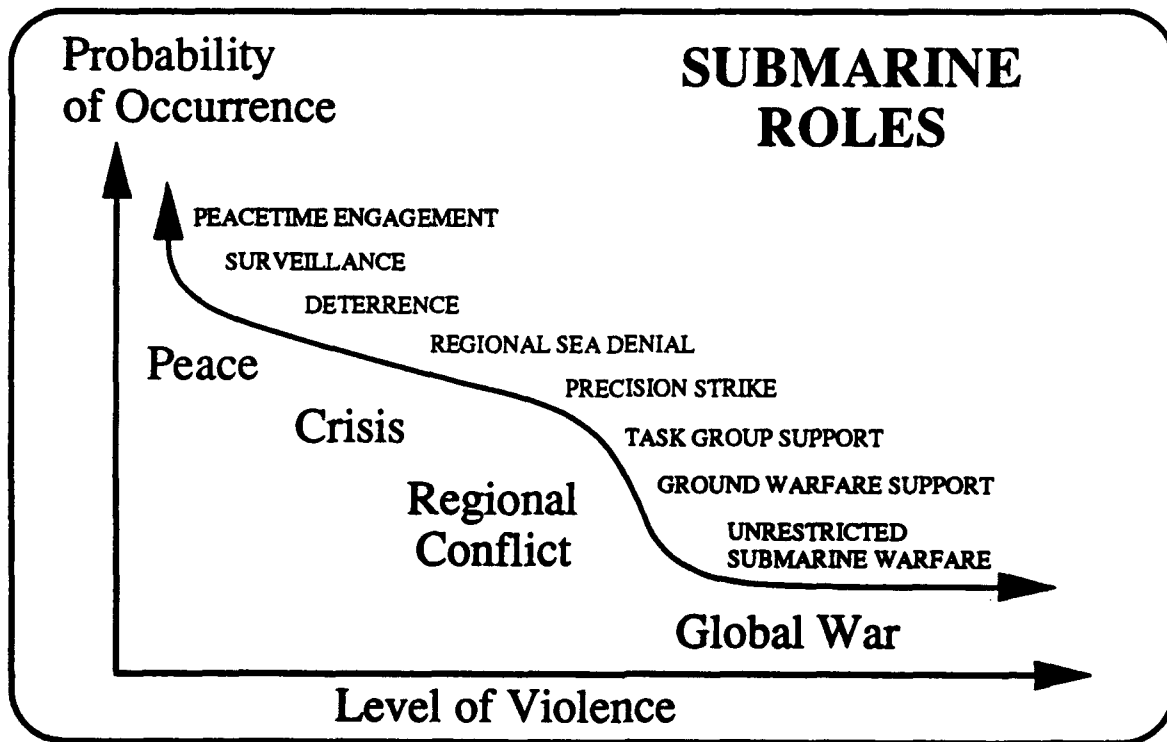 Probability
of Occurrence
SUBMARINE
ROLES
PEACETIME ENGAGEMENT
SURVEILLANCE
DETERRENCE
REGIONAL SEA DENIAL
PRECISION STRIKE
TASK GROUP SUPPORT
GROUND WARFARE SUPPORT
UNRESTRICTED
SUBMARINE WARFARE
Peace
Crisis
Regional
Conflict
Global War
Level of Violence